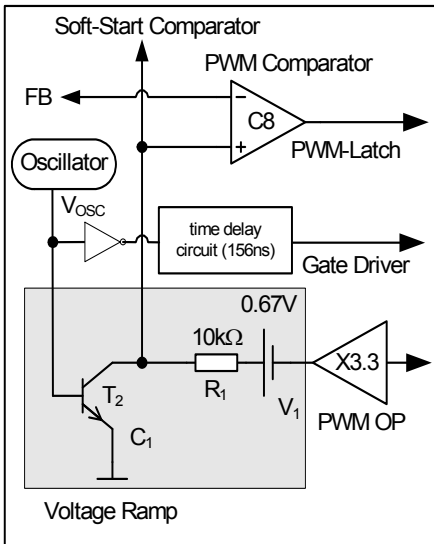 Soft-Start Comparator
PWM Comparator
FB
C8
Oscillator
PWM-Latch
VOSC
time delay
circuit (156ns)
Gate Driver
0.67V
10kΩ
X3.3
T2
R1
V1
C1
PWM OP
Voltage Ramp